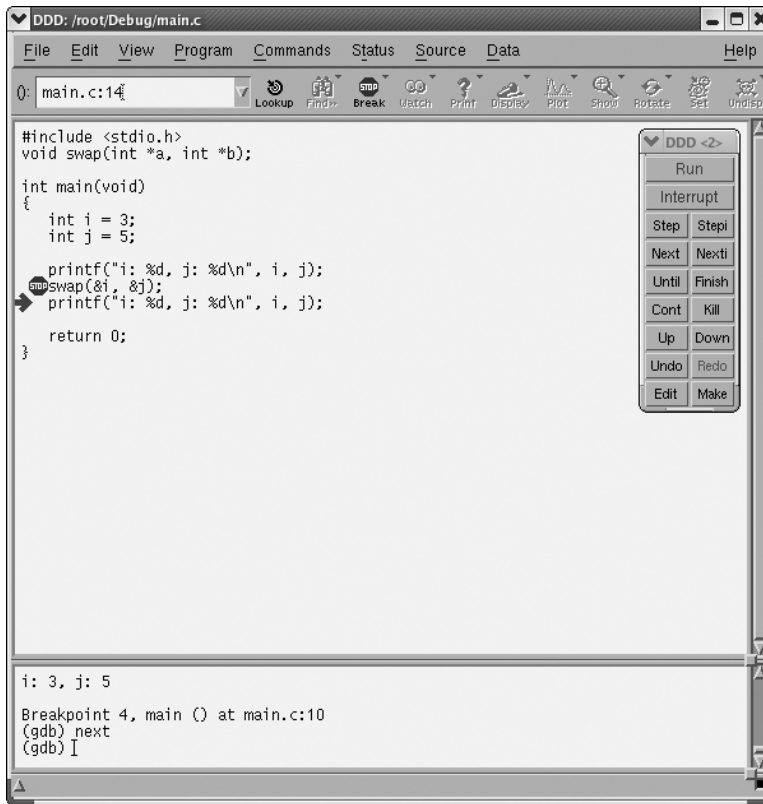 DDD: /root/Debug/main.c
File Edit View Program Commands Status Source Data Help
(): main.c:14
Lookup Find» Break Watch Print Display Plot Show Rotate Set Undisp
STOP
#include <stdio.h>
void swap(int *a, int *b);
int main(void)
{
int i = 3;
int j = 5;
printf("i: %d, j: %d\n", i, j);
STOP swap(&i, &j);
printf("i: %d, j: %d\n", i, j);
return 0;
}
DDD <2>
Run
Interrupt
Step Stepi
Next Nexti
Until Finish
Cont Kill
Up Down
Undo Redo
Edit Make
i: 3, j: 5
Breakpoint 4, main () at main.c:10
(gdb) next
(gdb)